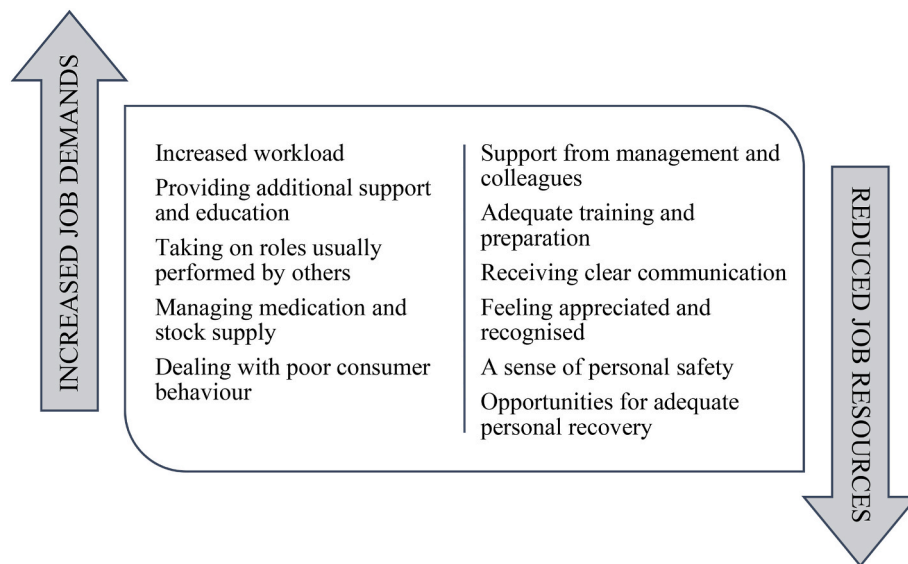 INCREASED JOB DEMANDS
Increased workload
Providing additional support
and education
Taking on roles usually
performed by others
Managing medication and
stock supply
Dealing with poor consumer
behaviour
Support from management and
colleagues
Adequate training and
preparation
Receiving clear communication
Feeling appreciated and
recognised
A sense of personal safety
Opportunities for adequate
personal recovery
REDUCED JOB RESOURCES